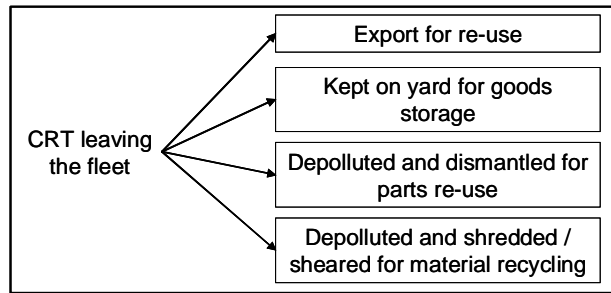 CRT leaving
the fleet
Export for re-use
Kept on yard for goods
storage
Depolluted and dismantled for
parts re-use
Depolluted and shredded /
sheared for material recycling